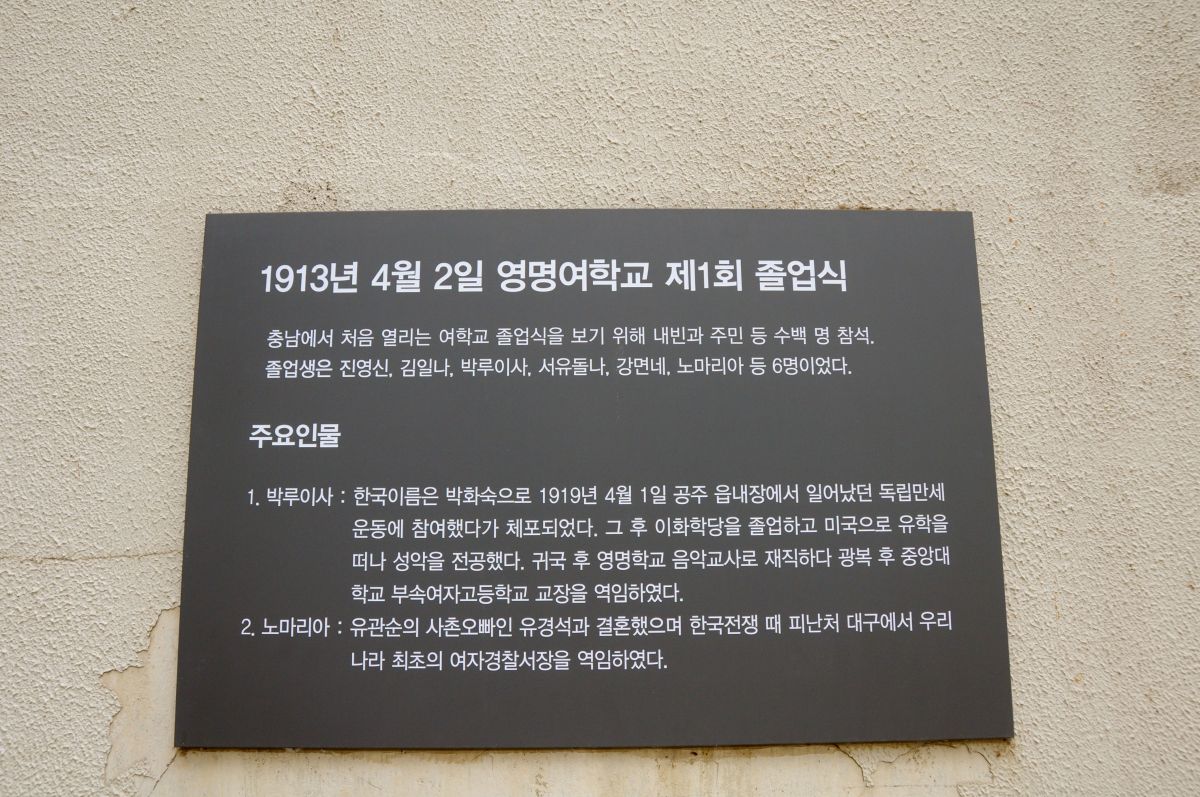 1913년 4월 2일 영명여학교 제1회 졸업식
충남에서 처음 열리는 여학교 졸업식을 보기 위해 내빈과 주민 등 수백 명 참석.
졸업생은 진영신, 김일나, 박루이사, 서유돌나, 강면네, 노마리아 등 6명이었다.
주요인물
1. 박루이사 : 한국이름은 박화숙으로 1919년 4월 1일 공주 읍내장에서 일어났던 독립만세
운동에 참여했다가 체포되었다. 그 후 이화학당을 졸업하고 미국으로 유학을
떠나 성악을 전공했다. 귀국 후 영명학교 음악교사로 재직하다 광복 후 중앙대
학교 부속여자고등학교 교장을 역임하였다.
2. 노마리아 : 유관순의 사촌오빠인 유경석과 결혼했으며 한국전쟁 때 피난처 대구에서 우리
나라 최초의 여자경찰서장을 역임하였다.